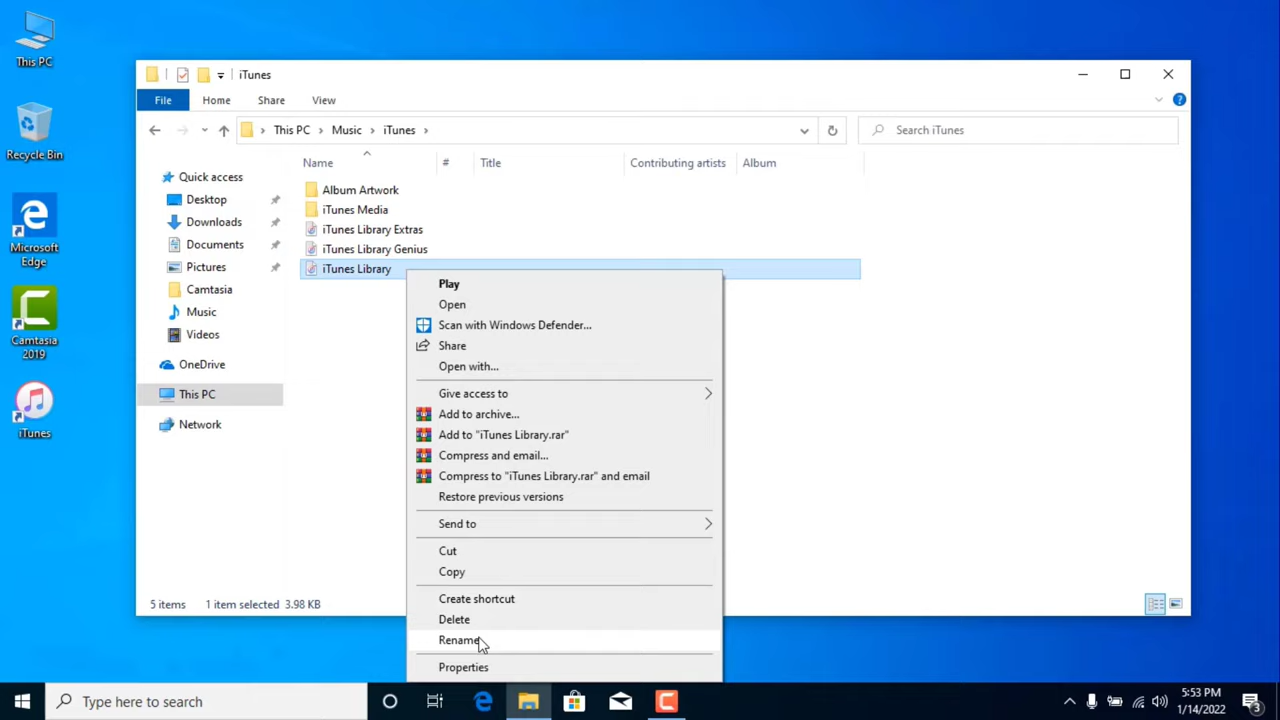 This PC
Recycle Bin
Microsoft
Edge
Camtasia
2019
iTunes
iTunes
File Home Share View
This PC Music iTunes
Search iTunes
Name # Title Contributing artists Album
Quick access
Desktop
Downloads
Documents
Pictures
Camtasia
Music
Videos
OneDrive
This PC
Network
Album Artwork
iTunes Media
iTunes Library Extras
iTunes Library Genius
iTunes Library
Play
Open
Scan with Windows Defender...
Share
Open with...
Give access to
Add to archive...
Add to "iTunes Library.rar"
Compress and email...
Compress to "iTunes Library.rar" and email
Restore previous versions
Send to
Cut
Copy
Create shortcut
Delete
Rename
Properties
5 items 1 item selected 3.98 KB
Type here to search
5:53 PM
1/14/2022
3